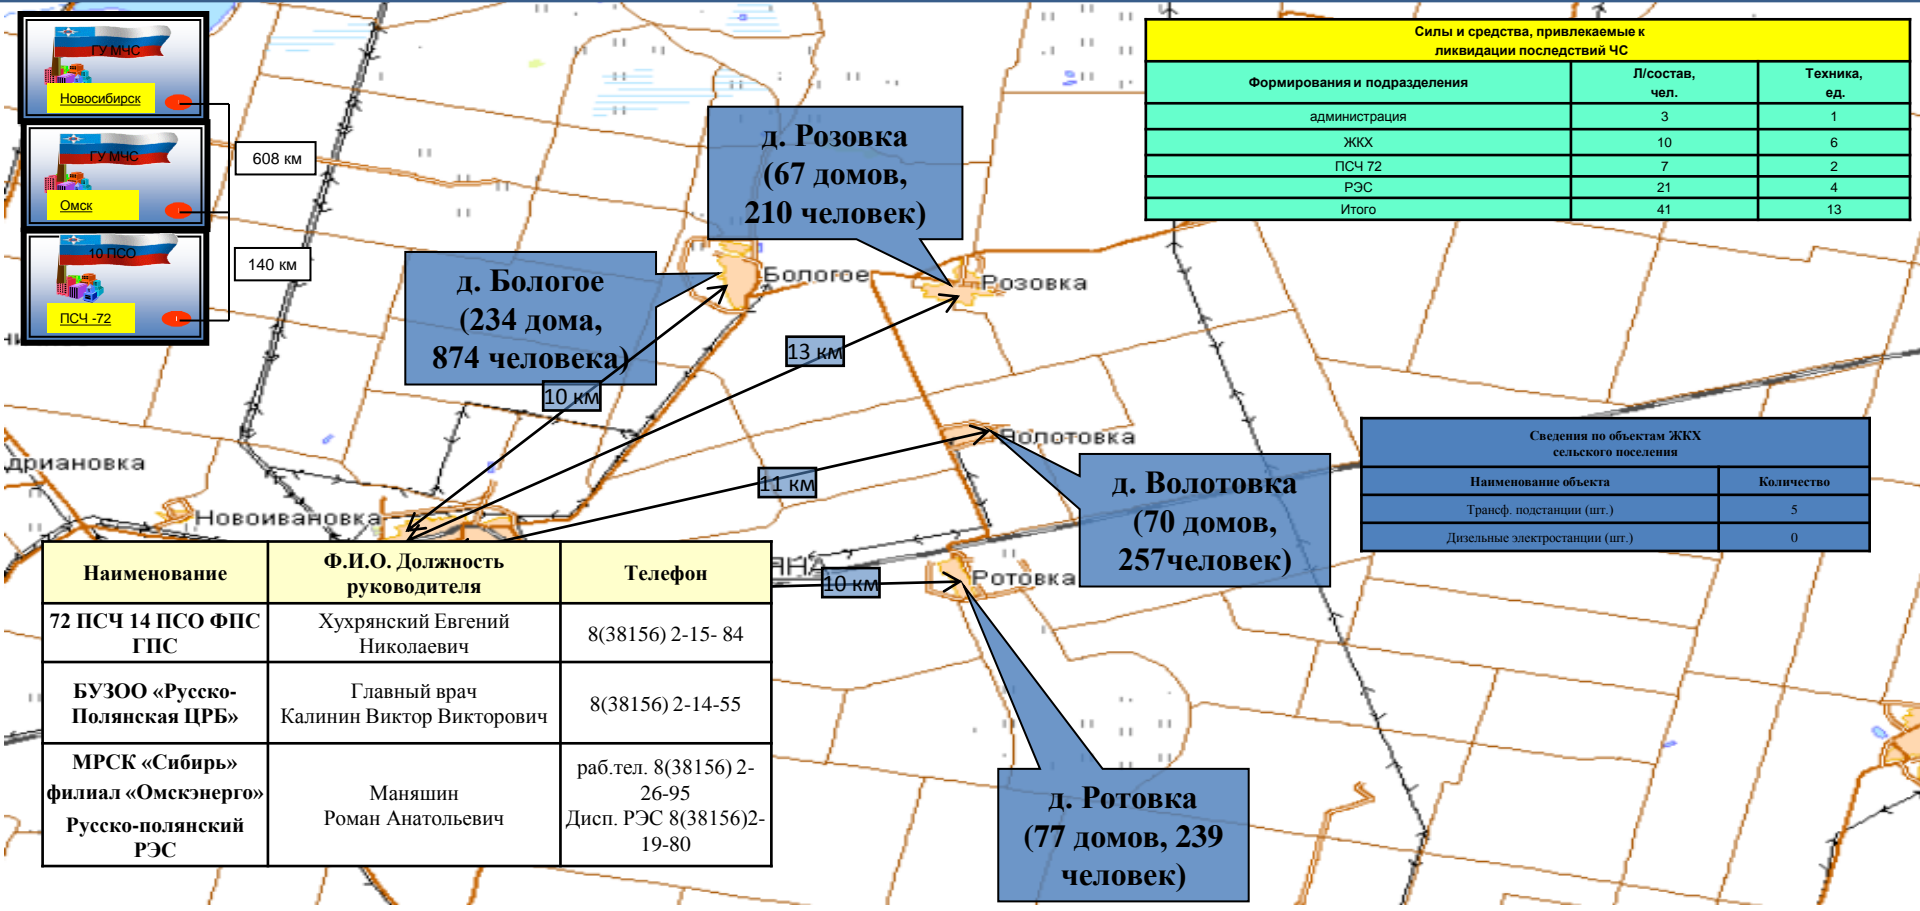 ГУ МЧС
Новосибирск
ГУ МЧС
Омск
10 ПСО
ПСЧ -72
608 км
140 км
Силы и средства, привлекаемые к
ликвидации последствий ЧС
Формирования и подразделения
Л/состав,
чел.
Техника,
ед.
администрация 3 1
ЖКХ 10 6
ПСЧ 72 7 2
РЭС 21 4
Итого 41 13
д. Розовка
(67 домов,
210 человек)
д. Бологое
(234 дома,
874 человека)
Бологое
Розовка
13 км
10 км
11 км
10 км
Волотовка
д. Волотовка
(70 домов,
257человек)
Сведения по объектам ЖКХ
сельского поселения
Наименование объекта Количество
Трансф. подстанции (шт.) 5
Дизельные электростанции (шт.) 0
дриановка
Новоивановка
ЯНА
Ротовка
д. Ротовка
(77 домов, 239
человек)
Наименование
Ф.И.О. Должность
руководителя
Телефон
72 ПСЧ 14 ПСО ФПС
ГПС
Хухрянский Евгений
Николаевич
8(38156) 2-15- 84
БУЗОО «Русско-
Полянская ЦРБ»
Главный врач
Калинин Виктор Викторович
8(38156) 2-14-55
МРСК «Сибирь»
филиал «Омскэнерго»
Русско-полянский
РЭС
Маняшин
Роман Анатольевич
раб.тел. 8(38156) 2-
26-95
Дисп. РЭС 8(38156)2-
19-80